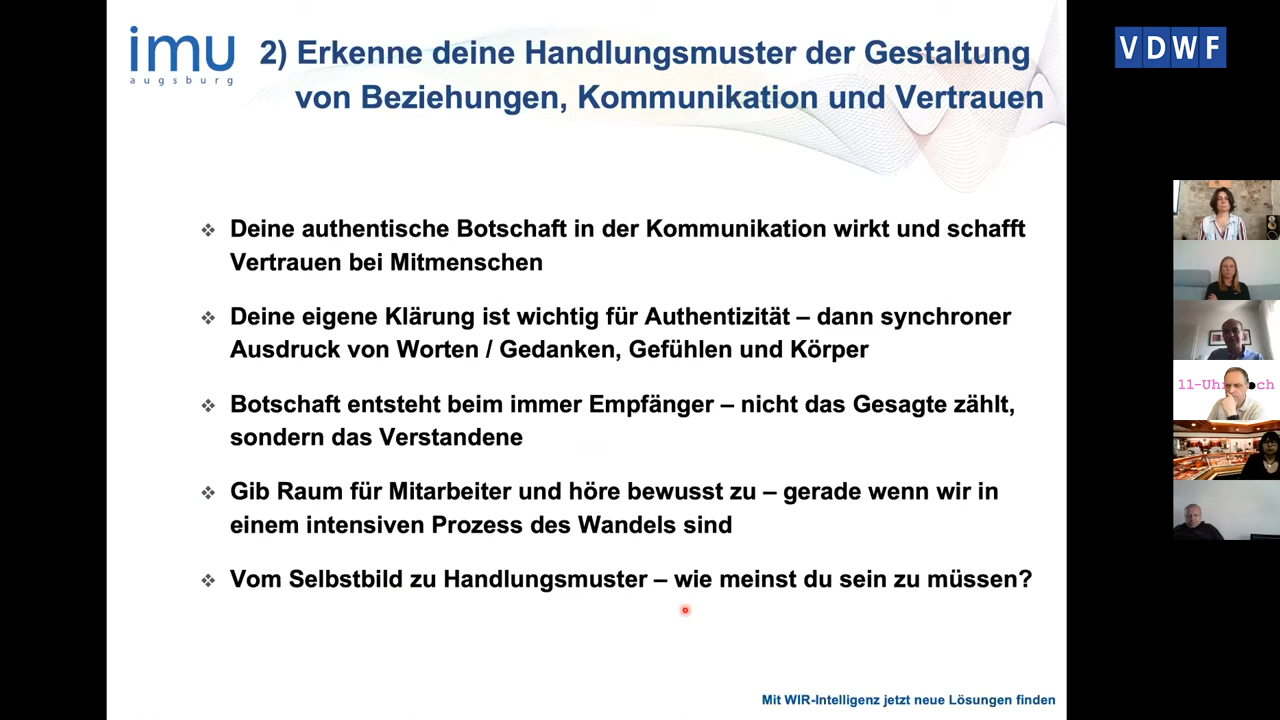 imu
augsburg
2) Erkenne deine Handlungsmuster der Gestaltung
von Beziehungen, Kommunikation und Vertrauen
VDWF
❖ Deine authentische Botschaft in der Kommunikation wirkt und schafft
Vertrauen bei Mitmenschen
❖ Deine eigene Klärung ist wichtig für Authentizität – dann synchroner
Ausdruck von Worten / Gedanken, Gefühlen und Körper
❖ Botschaft entsteht beim immer Empfänger – nicht das Gesagte zählt,
sondern das Verstandene
❖ Gib Raum für Mitarbeiter und höre bewusst zu – gerade wenn wir in
einem intensiven Prozess des Wandels sind
❖ Vom Selbstbild zu Handlungsmuster – wie meinst du sein zu müssen?
Mit WIR-Intelligenz jetzt neue Lösungen finden